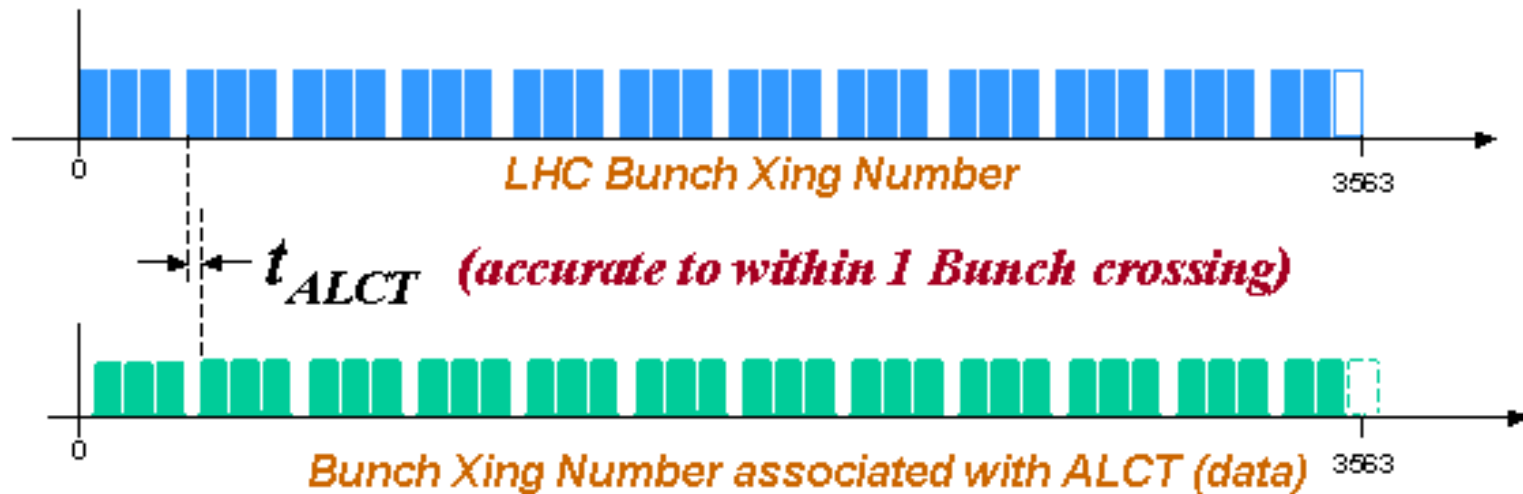 0
LHC Bunch Xing Number
3563
t_ALCT (accurate to within 1 Bunch crossing)
0
Bunch Xing Number associated with ALCT (data)
3563